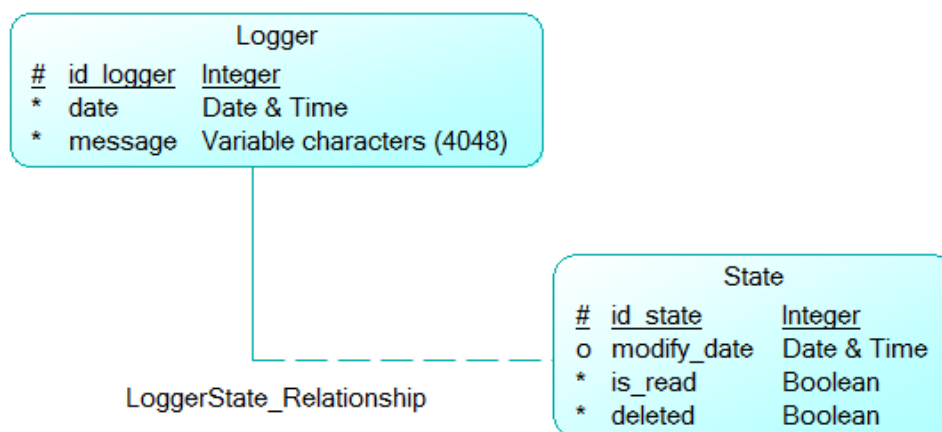 Logger
# id_logger Integer
* date Date & Time
* message Variable characters (4048)
State
# id_state Integer
o modify_date Date & Time
* is_read Boolean
* deleted Boolean
LoggerState_Relationship